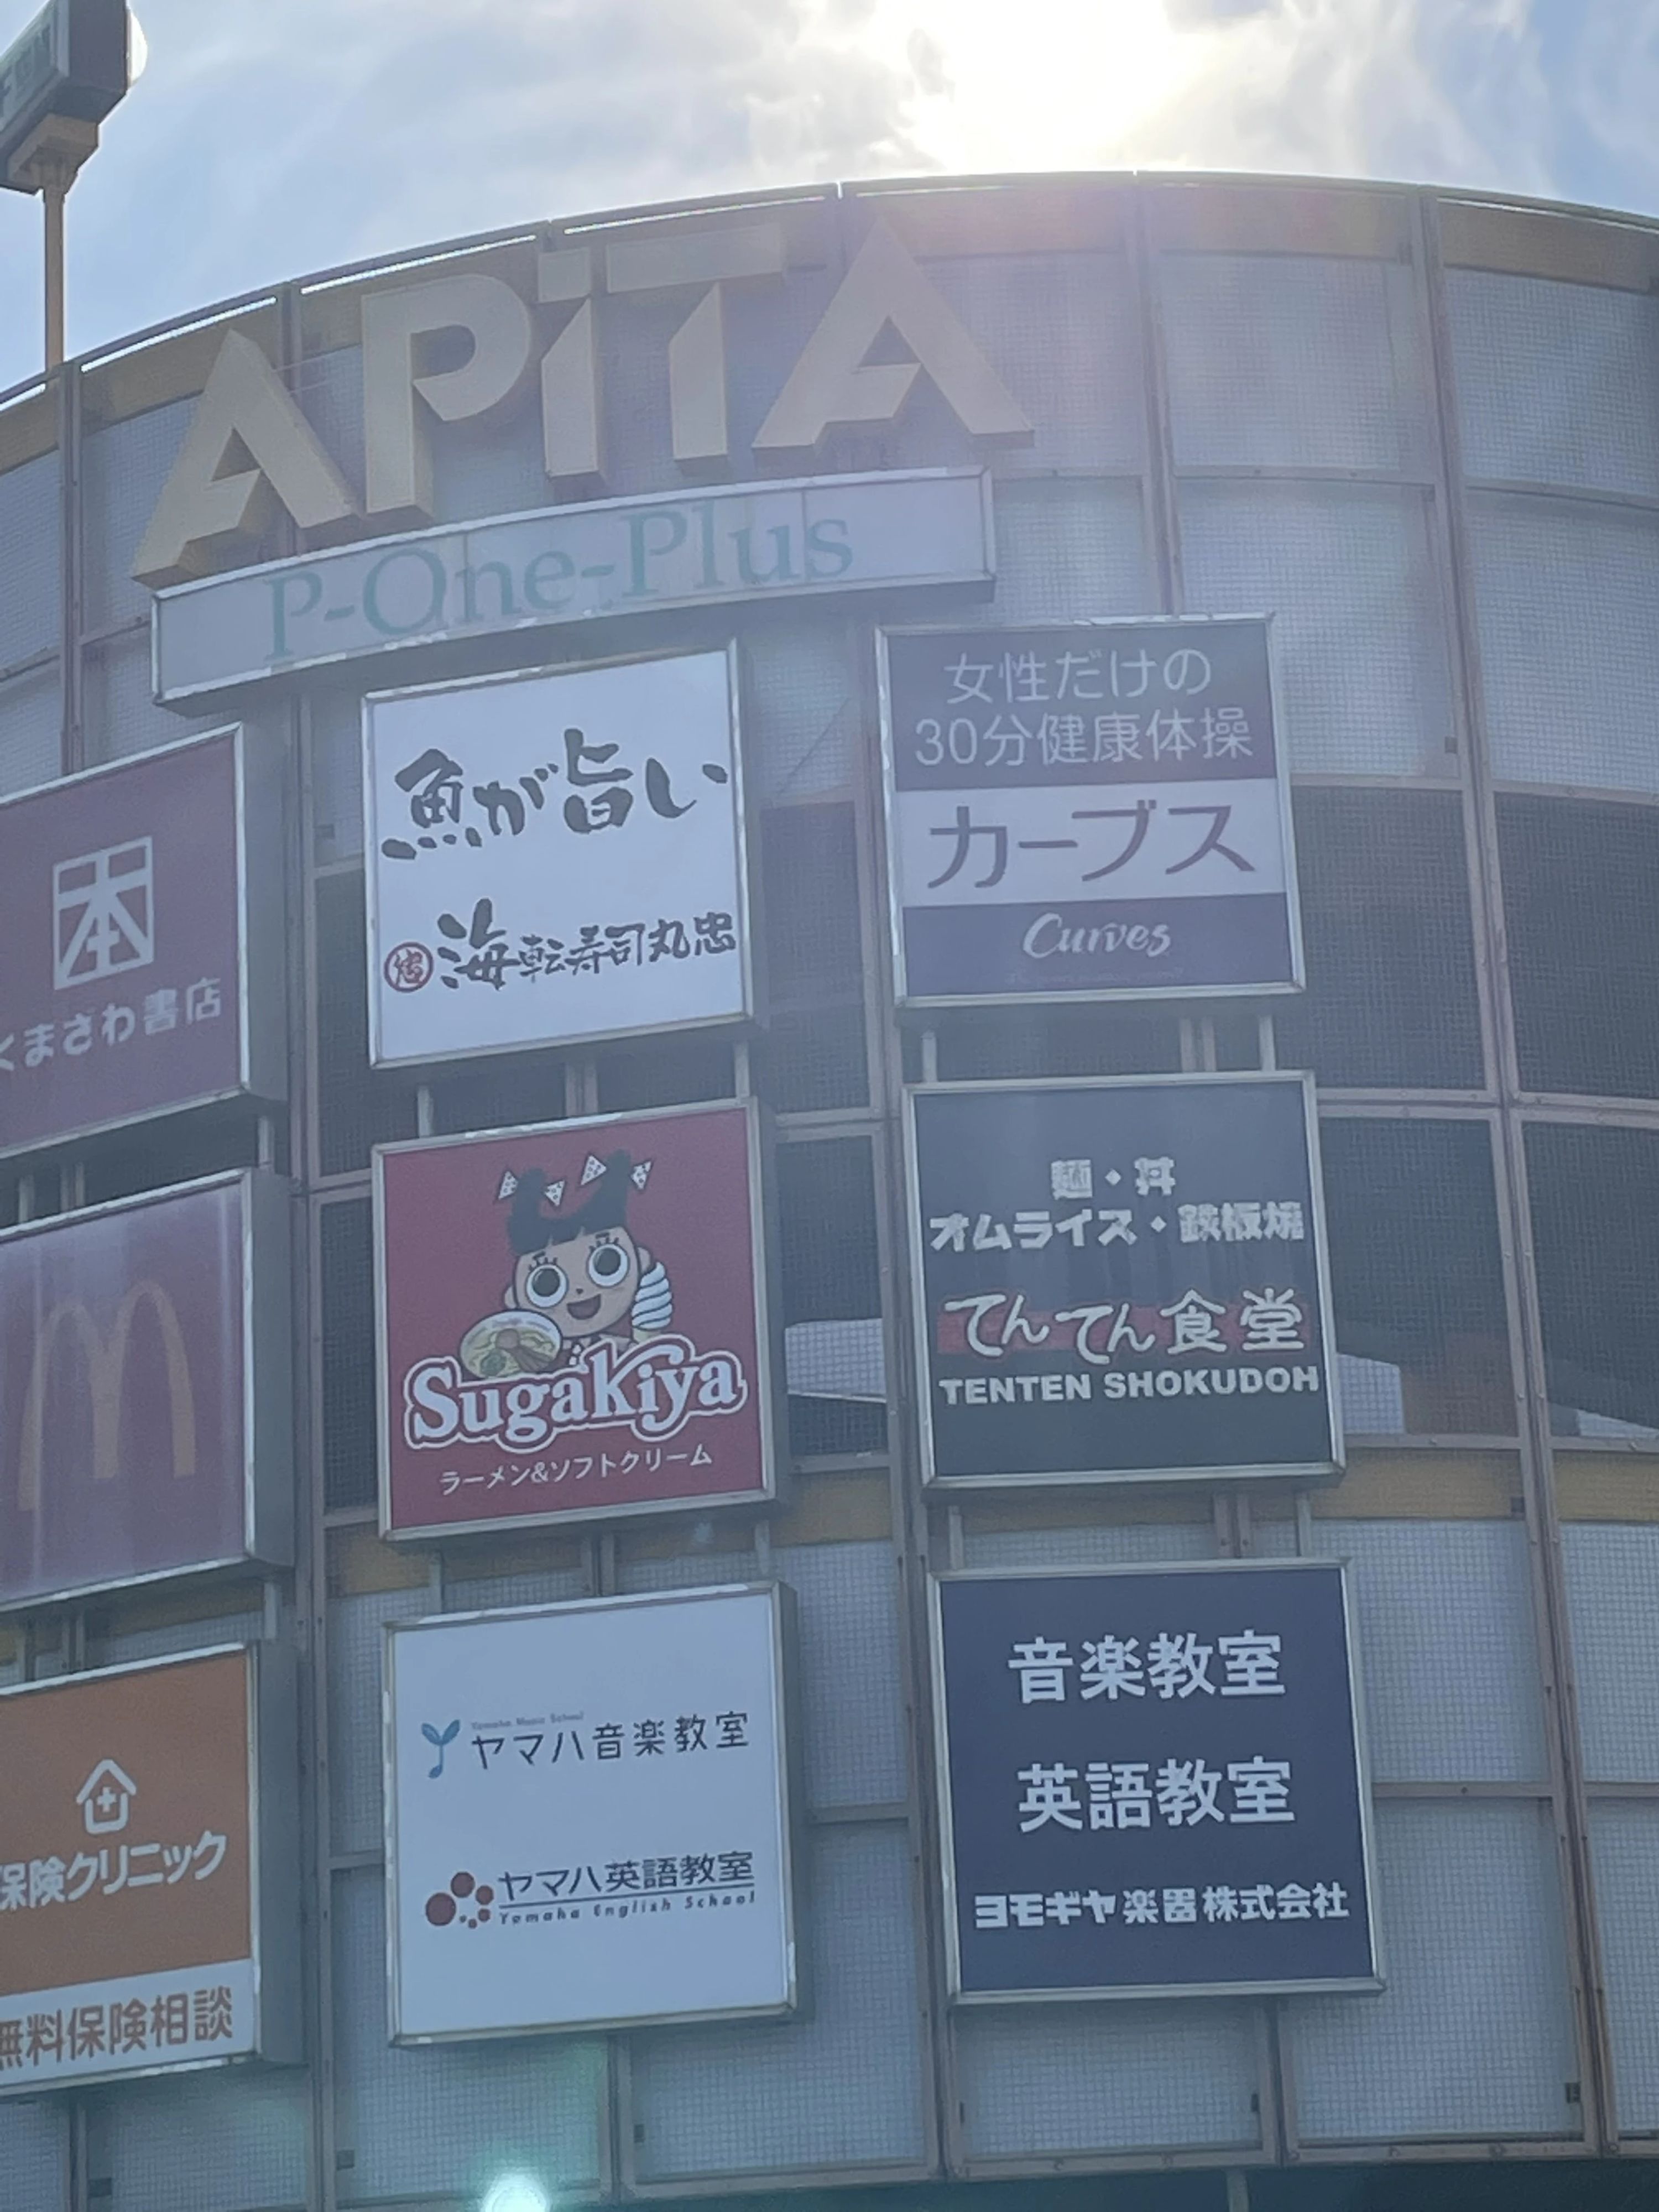 APiTA
P-One-Plus
本
くまさわ書店
魚が旨い
忠 海転寿司丸忠
女性だけの
30分健康体操
カーブス
Curves
m
Sugakiya
ラーメン&ソフトクリーム
麺・丼
オムライス・鉄板焼
てんてん食堂
TENTEN SHOKUDOH
保険クリニック
無料保険相談
Yamaha Music School
ヤマハ音楽教室
ヤマハ英語教室
Yamaha English School
音楽教室
英語教室
ヨモギヤ楽器株式会社